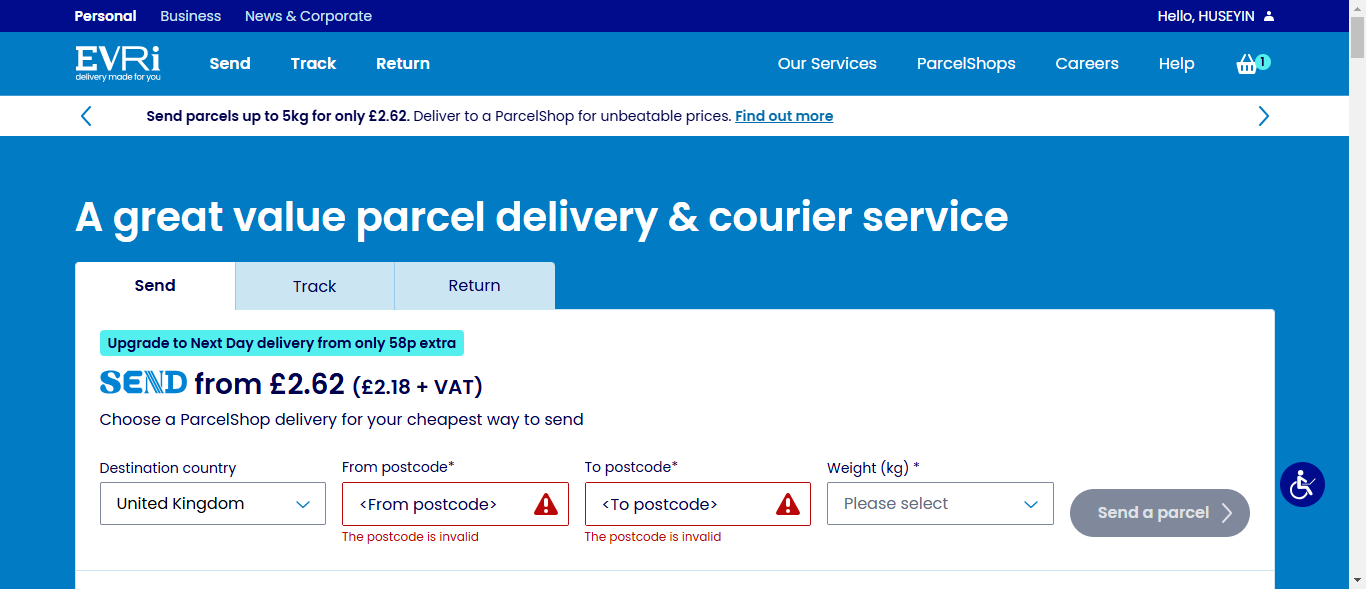 Personal Business News & Corporate Hello, HUSEYIN
EVRi
delivery made for you
Send Track Return Our Services ParcelShops Careers Help 1
Send parcels up to 5kg for only £2.62. Deliver to a ParcelShop for unbeatable prices. Find out more
A great value parcel delivery & courier service
Send Track Return
Upgrade to Next Day delivery from only 58p extra
SEND from £2.62 (£2.18 + VAT)
Choose a ParcelShop delivery for your cheapest way to send
Destination country From postcode* To postcode* Weight (kg) *
United Kingdom <From postcode> <To postcode> Please select Send a parcel
The postcode is invalid The postcode is invalid